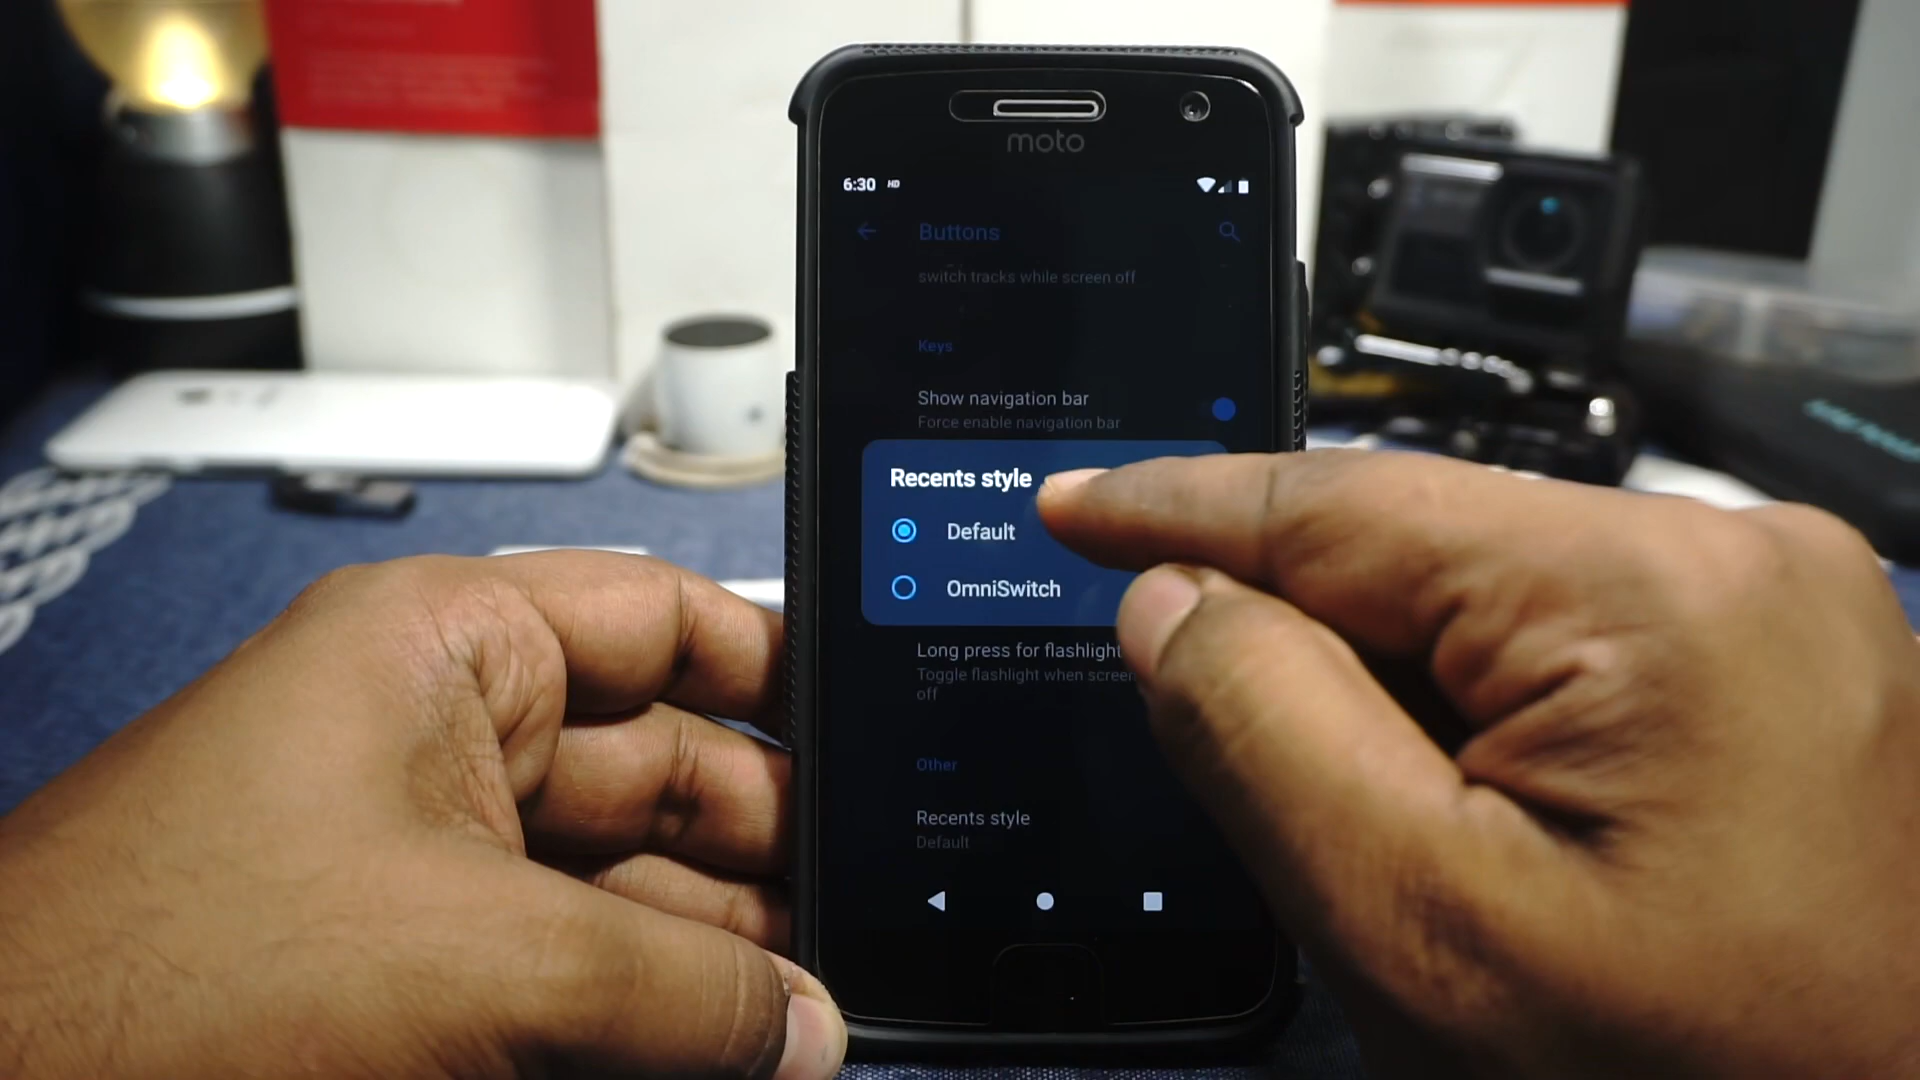 moto
6:30 HD
Buttons
switch tracks while screen off
Keys
Show navigation bar
Force enable navigation bar
Recents style
Default
OmniSwitch
Long press for flashlight
Toggle flashlight when screen
off
Other
Recents style
Default